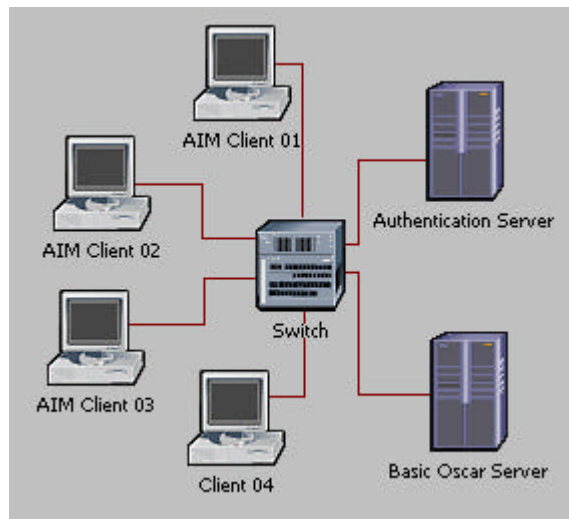 AIM Client 01
Authentication Server
AIM Client 02
Switch
AIM Client 03
Client 04
Basic Oscar Server